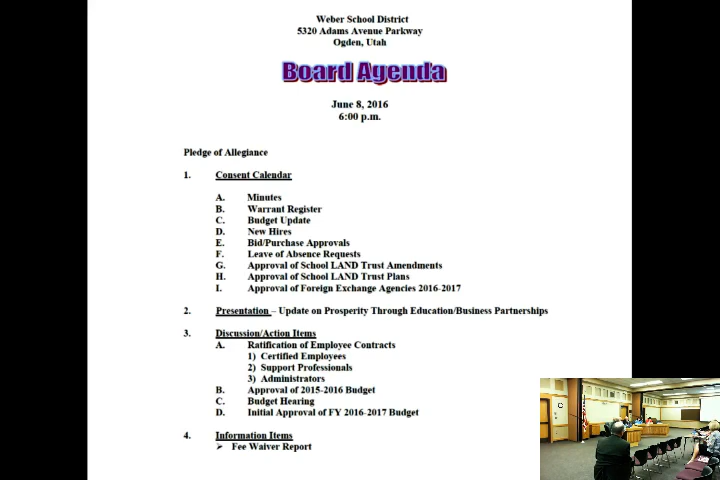 Weber School District
5320 Adams Avenue Parkway
Ogden, Utah
Board Agenda
June 8, 2016
6:00 p.m.
Pledge of Allegiance
1. Consent Calendar
A. Minutes
B. Warrant Register
C. Budget Update
D. New Hires
E. Bid/Purchase Approvals
F. Leave of Absence Requests
G. Approval of School LAND Trust Amendments
H. Approval of School LAND Trust Plans
I. Approval of Foreign Exchange Agencies 2016-2017
2. Presentation – Update on Prosperity Through Education/Business Partnerships
3. Discussion/Action Items
A. Ratification of Employee Contracts
1) Certified Employees
2) Support Professionals
3) Administrators
B. Approval of 2015-2016 Budget
C. Budget Hearing
D. Initial Approval of FY 2016-2017 Budget
4. Information Items
➢ Fee Waiver Report